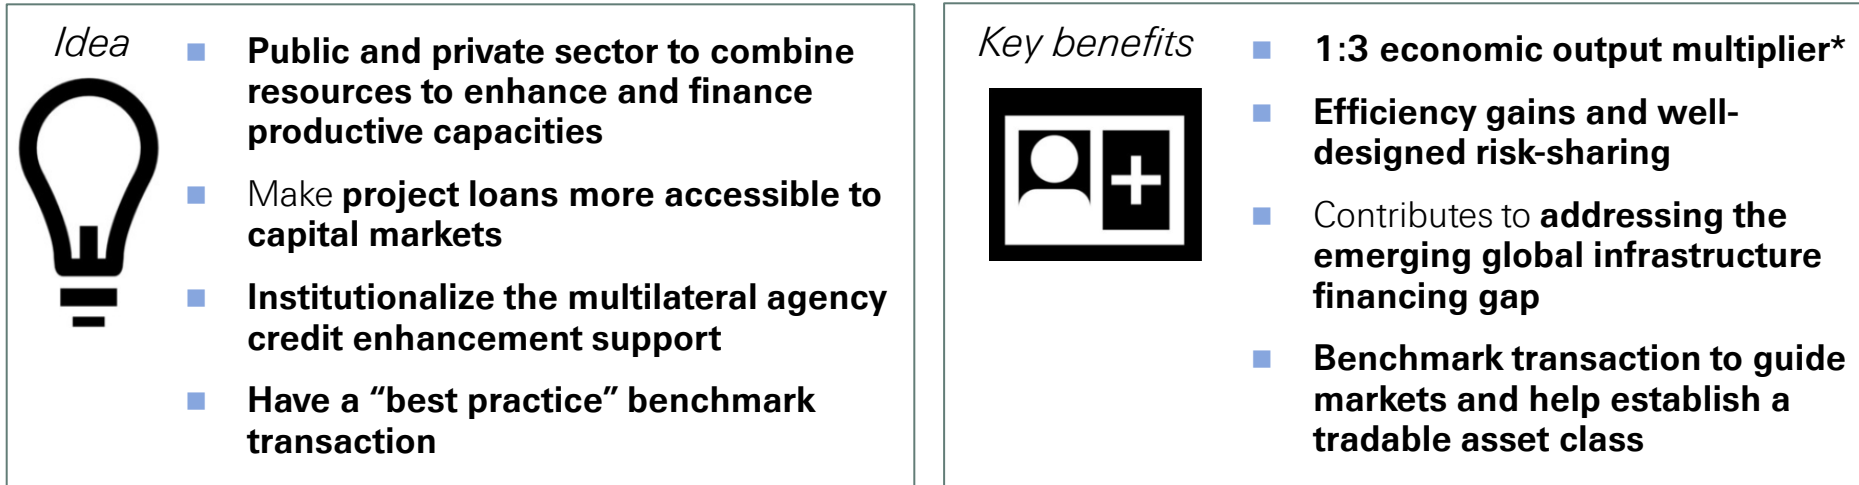 Idea
Public and private sector to combine
resources to enhance and finance
productive capacities
Make project loans more accessible to
capital markets
Institutionalize the multilateral agency
credit enhancement support
Have a “best practice” benchmark
transaction
Key benefits
1:3 economic output multiplier*
Efficiency gains and well-
designed risk-sharing
Contributes to addressing the
emerging global infrastructure
financing gap
Benchmark transaction to guide
markets and help establish a
tradable asset class